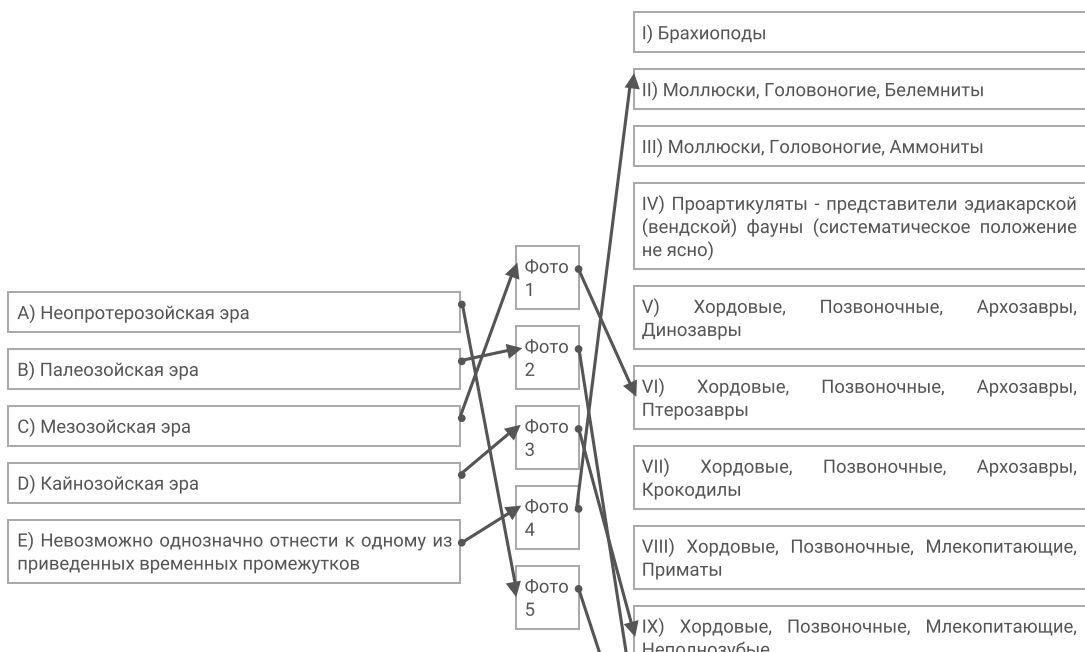 I) Брахиоподы
II) Моллюски, Головоногие, Белемниты
III) Моллюски, Головоногие, Аммониты
IV) Проартикуляты - представители эдиакарской
(вендской) фауны (систематическое положение
не ясно)
Фото
1
A) Неопротерозойская эра
V) Хордовые, Позвоночные, Архозавры,
Динозавры
Фото
2
B) Палеозойская эра
VI) Хордовые, Позвоночные, Архозавры,
Птерозавры
C) Мезозойская эра
Фото
3
D) Кайнозойская эра
VII) Хордовые, Позвоночные, Архозавры,
Крокодилы
Фото
4
E) Невозможно однозначно отнести к одному из
приведенных временных промежутков
VIII) Хордовые, Позвоночные, Млекопитающие,
Приматы
Фото
5
IX) Хордовые, Позвоночные, Млекопитающие,
Неполнозубые